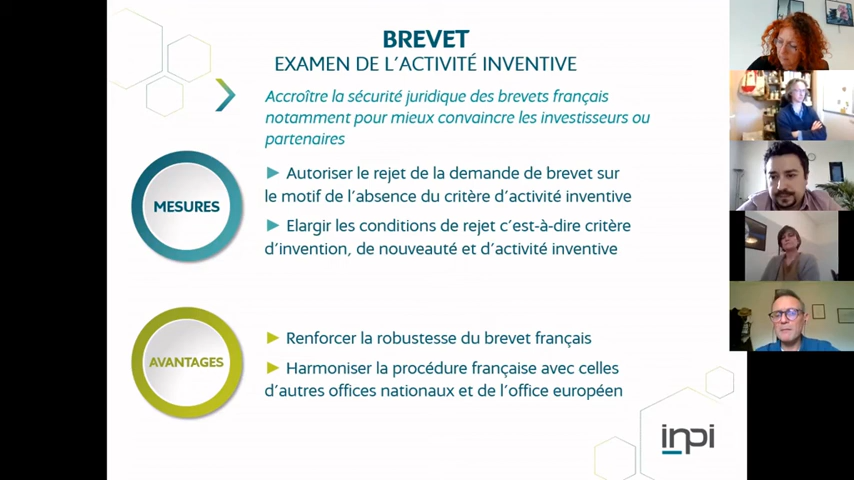 BREVET
EXAMEN DE L'ACTIVITÉ INVENTIVE
Accroître la sécurité juridique des brevets français
notamment pour mieux convaincre les investisseurs ou
partenaires
MESURES
► Autoriser le rejet de la demande de brevet sur
le motif de l'absence du critère d'activité inventive
► Elargir les conditions de rejet c'est-à-dire critère
d'invention, de nouveauté et d'activité inventive
AVANTAGES
► Renforcer la robustesse du brevet français
► Harmoniser la procédure française avec celles
d'autres offices nationaux et de l'office européen
inpi